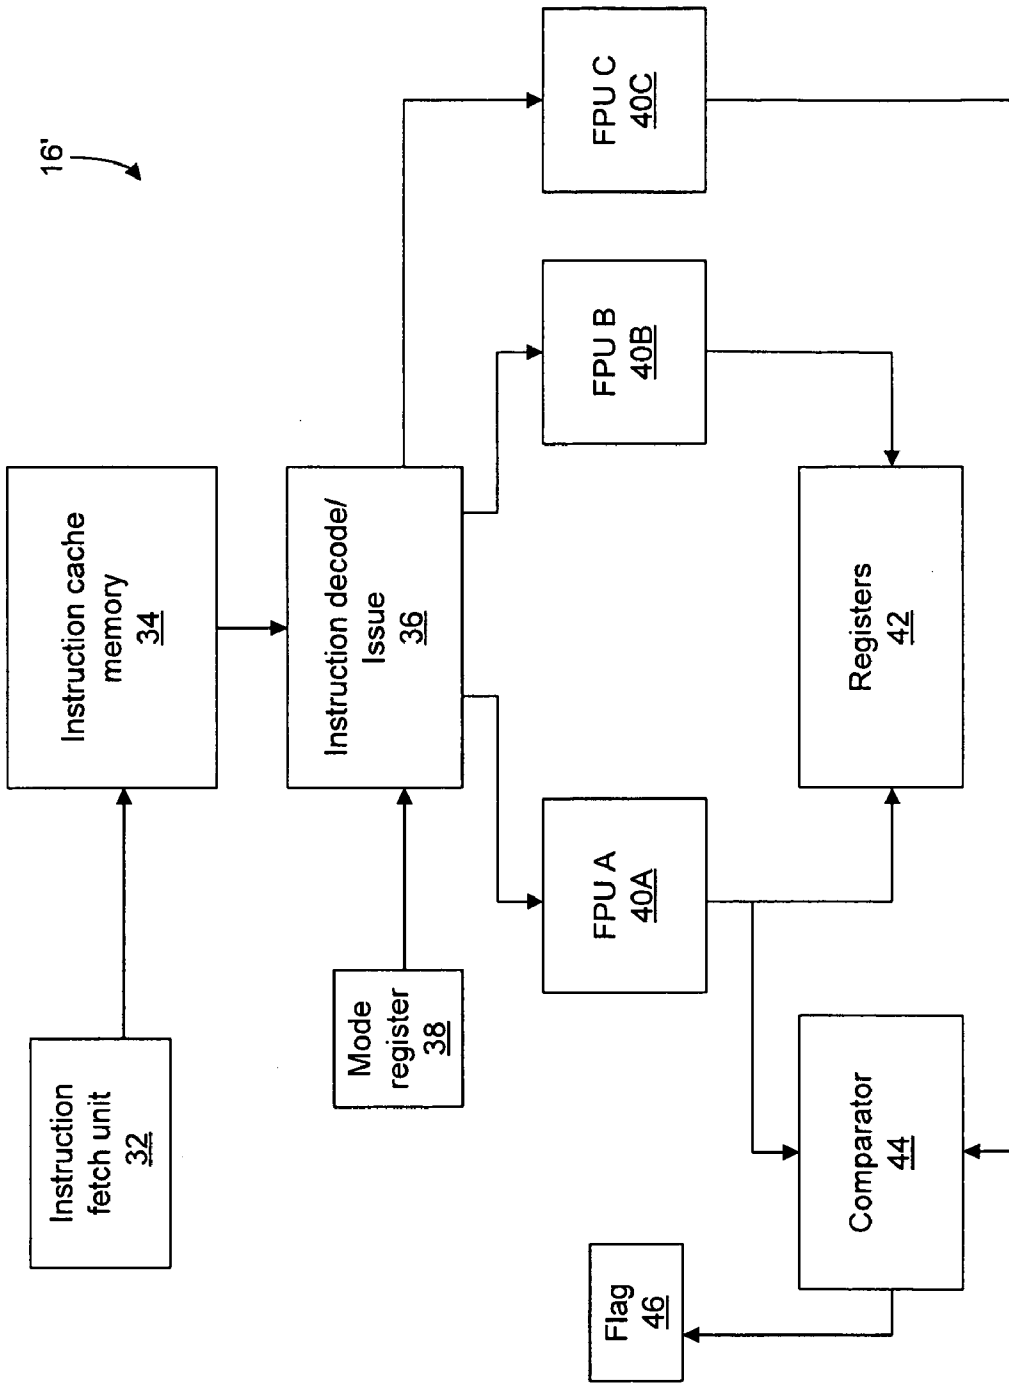 16'
Instruction
fetch unit
32
Instruction cache
memory
34
Mode
register
38
Instruction decode/
Issue
36
FPU A
40A
FPU B
40B
FPU C
40C
Flag
46
Comparator
44
Registers
42